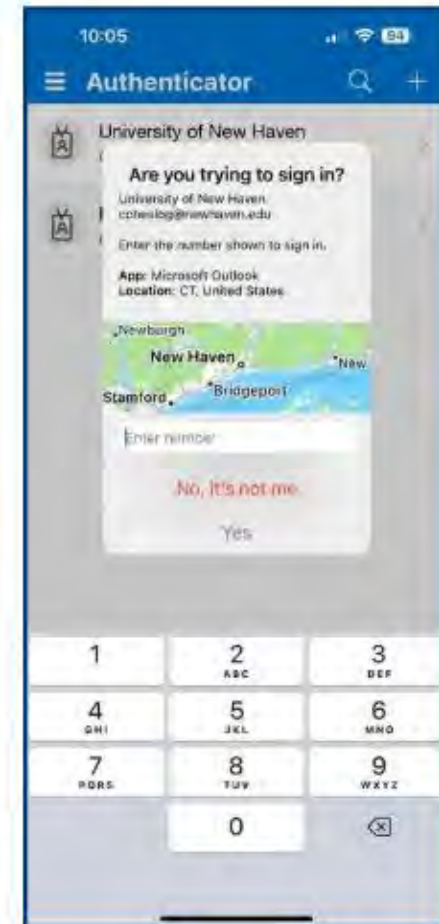 10:05
94
Authenticator
University of New Haven
Are you trying to sign in?
University of New Haven
@newhaven.edu
Enter the number shown to sign in.
App: Microsoft Outlook
Location: CT, United States
Newburgh
New Haven
New
Bridgeport
Stamford
Enter number
No, it's not me
Yes
1
2
ABC
3
DEF
4
GHI
5
JKL
6
MNO
7
PQRS
8
TUV
9
WXYZ
0